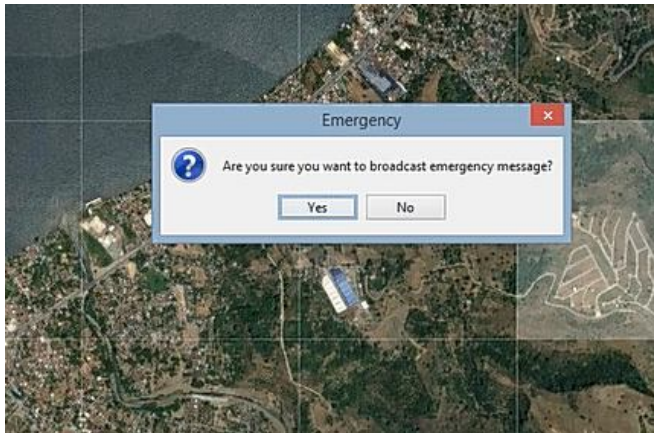 Emergency
Are you sure you want to broadcast emergency message?
Yes
No